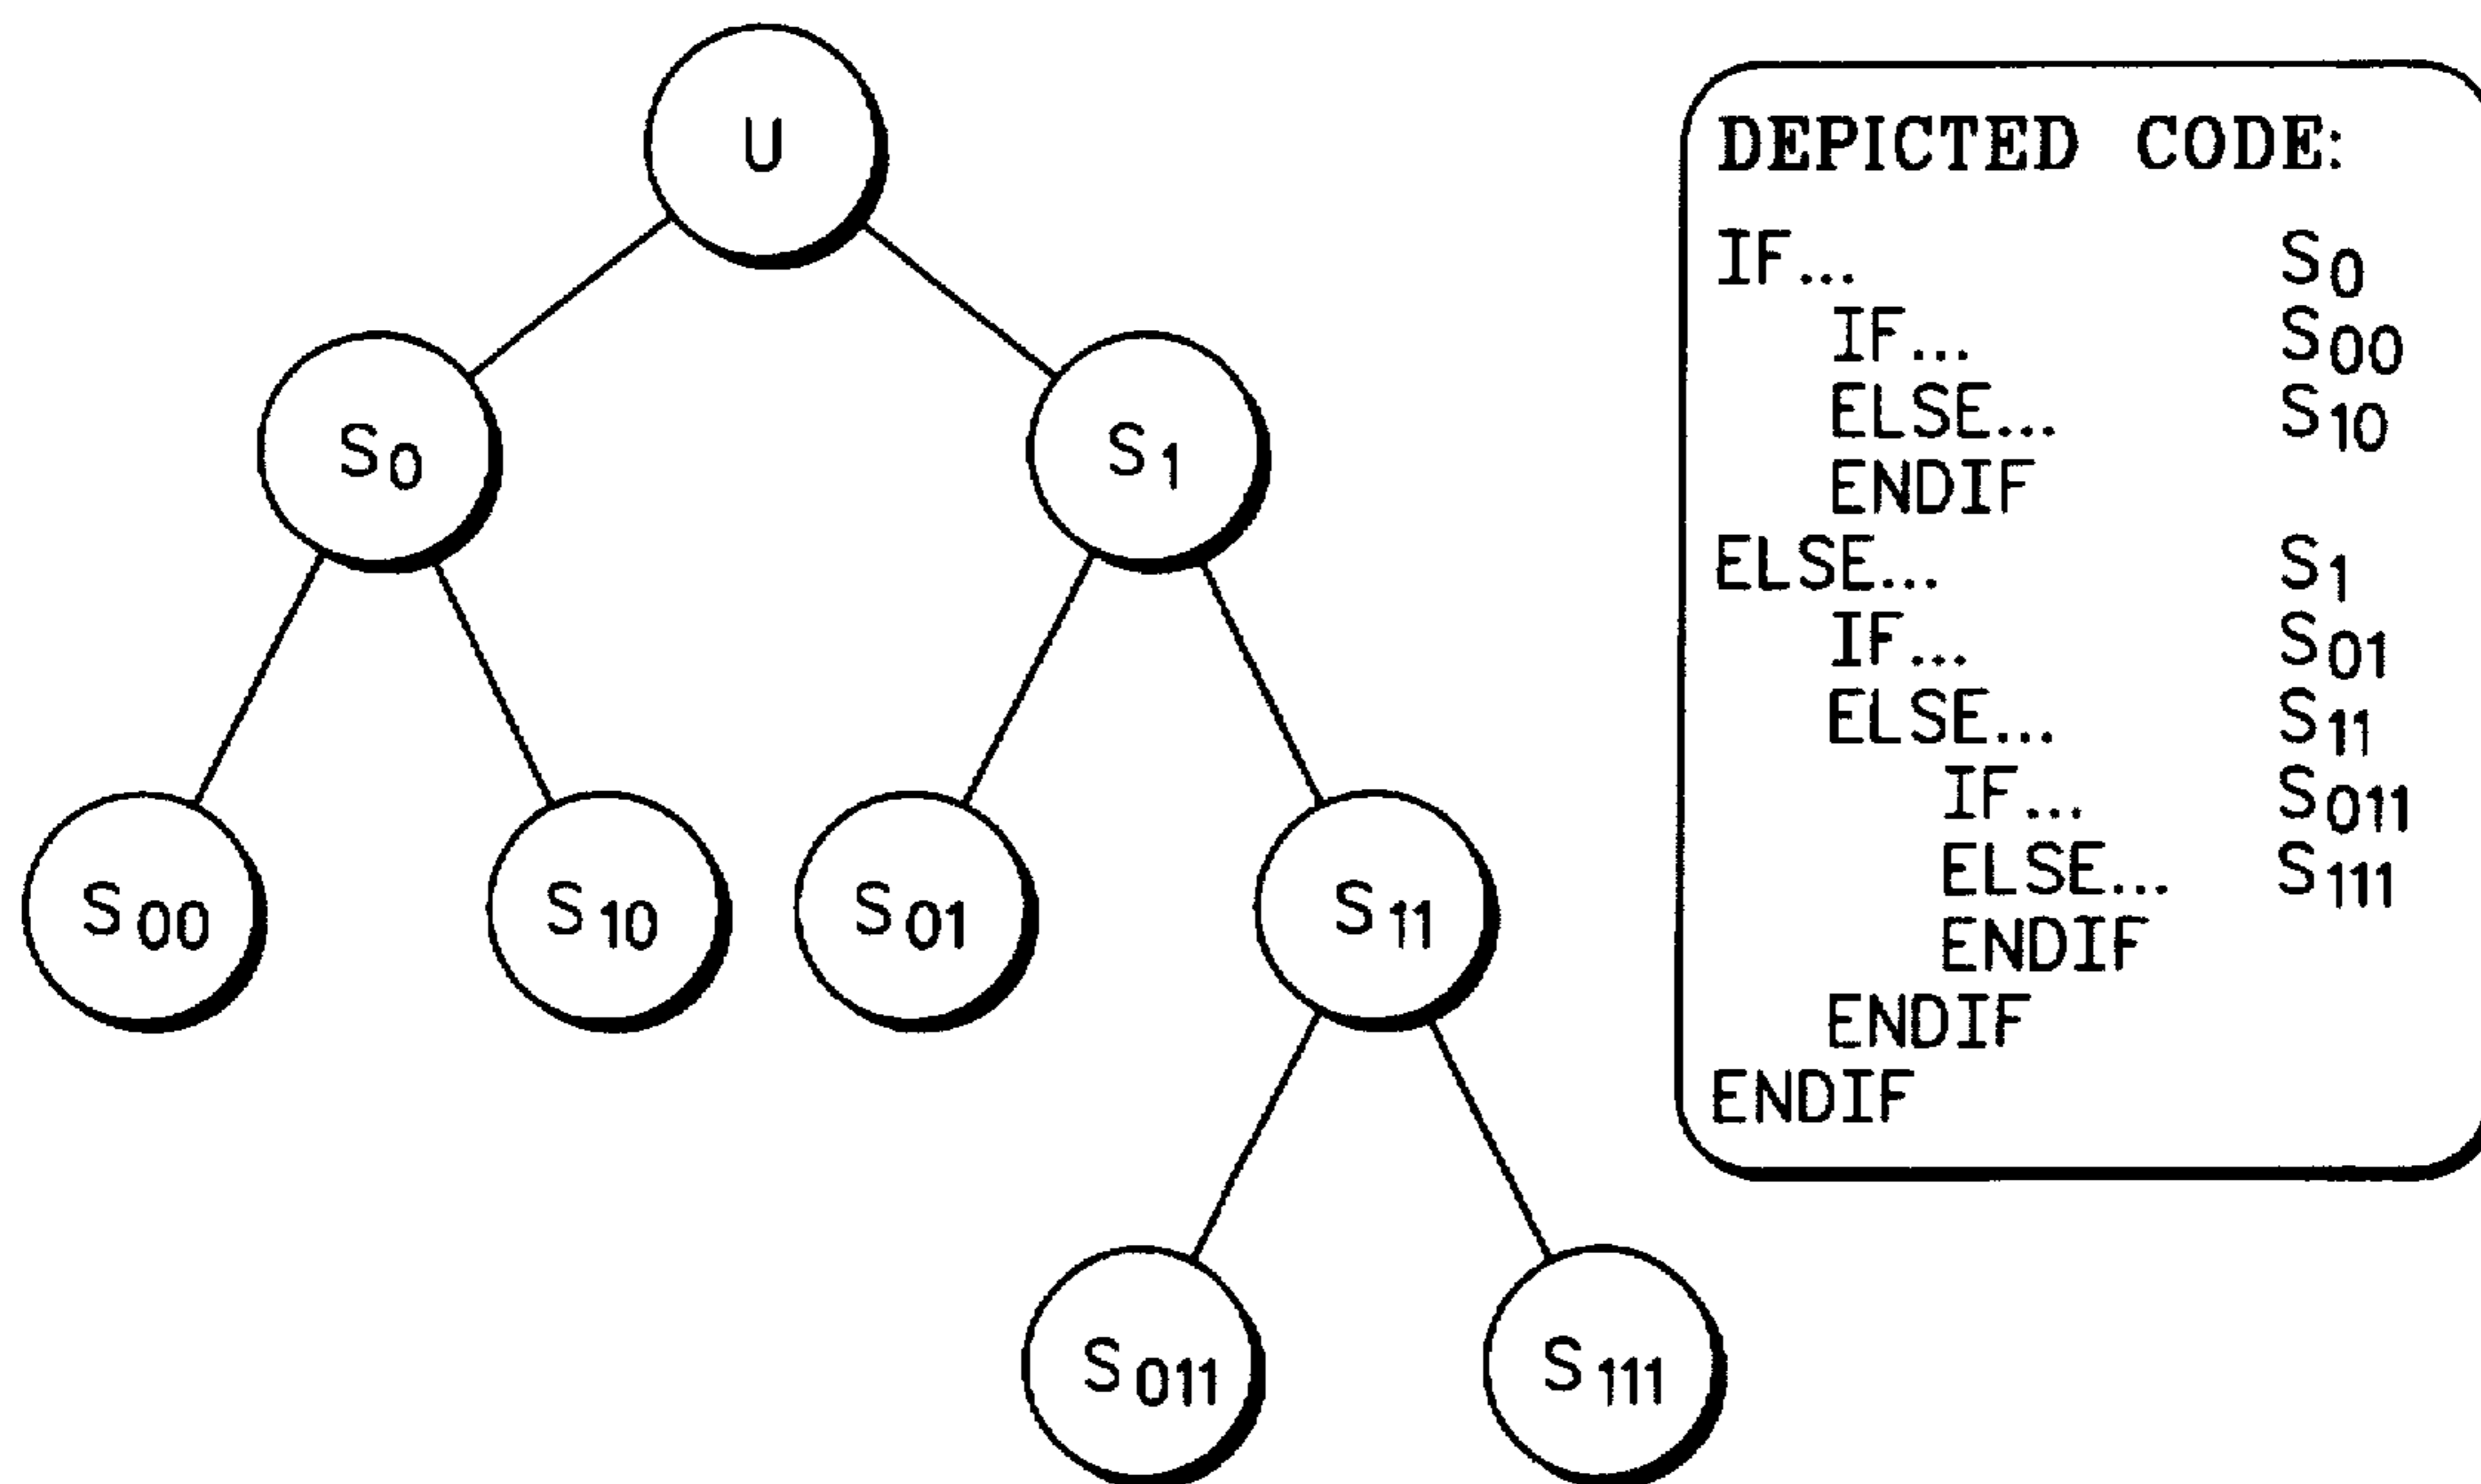 U
S₀ S₁
S₀₀ S₁₀ S₀₁ S₁₁
S₀₁₁ S₁₁₁
DEPICTED CODE:
IF... S₀
IF... S₀₀
ELSE... S₁₀
ENDIF
ELSE... S₁
IF... S₀₁
ELSE... S₁₁
IF... S₀₁₁
ELSE... S₁₁₁
ENDIF
ENDIF
ENDIF